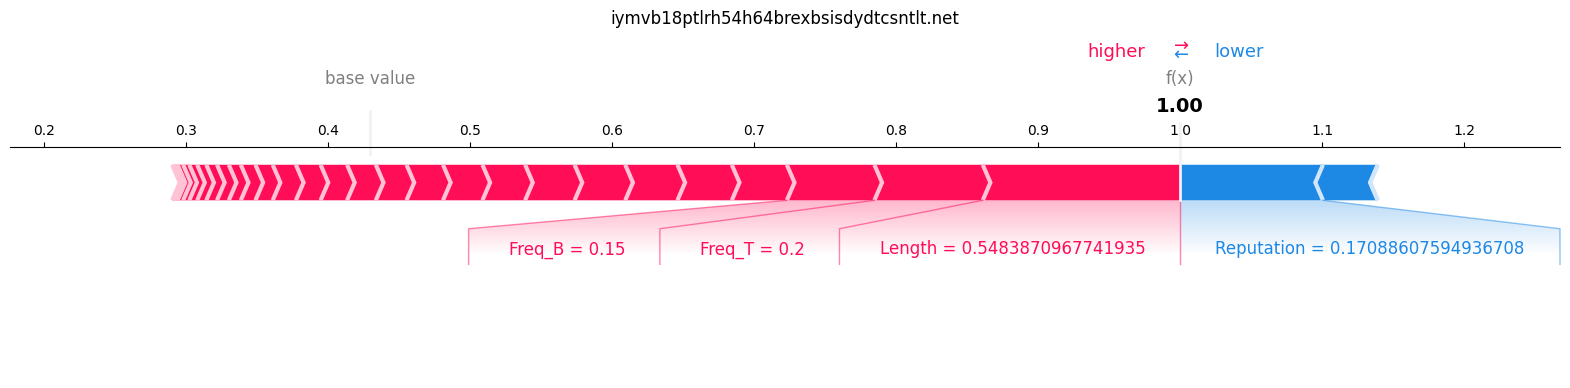 iymvb18ptlrh54h64brexbsisdydtcsntlt.net
higher → ← lower
base value f(x)
1.00
0.2 0.3 0.4 0.5 0.6 0.7 0.8 0.9 1.0 1.1 1.2
Freq_B = 0.15 Freq_T = 0.2 Length = 0.5483870967741935 Reputation = 0.17088607594936708